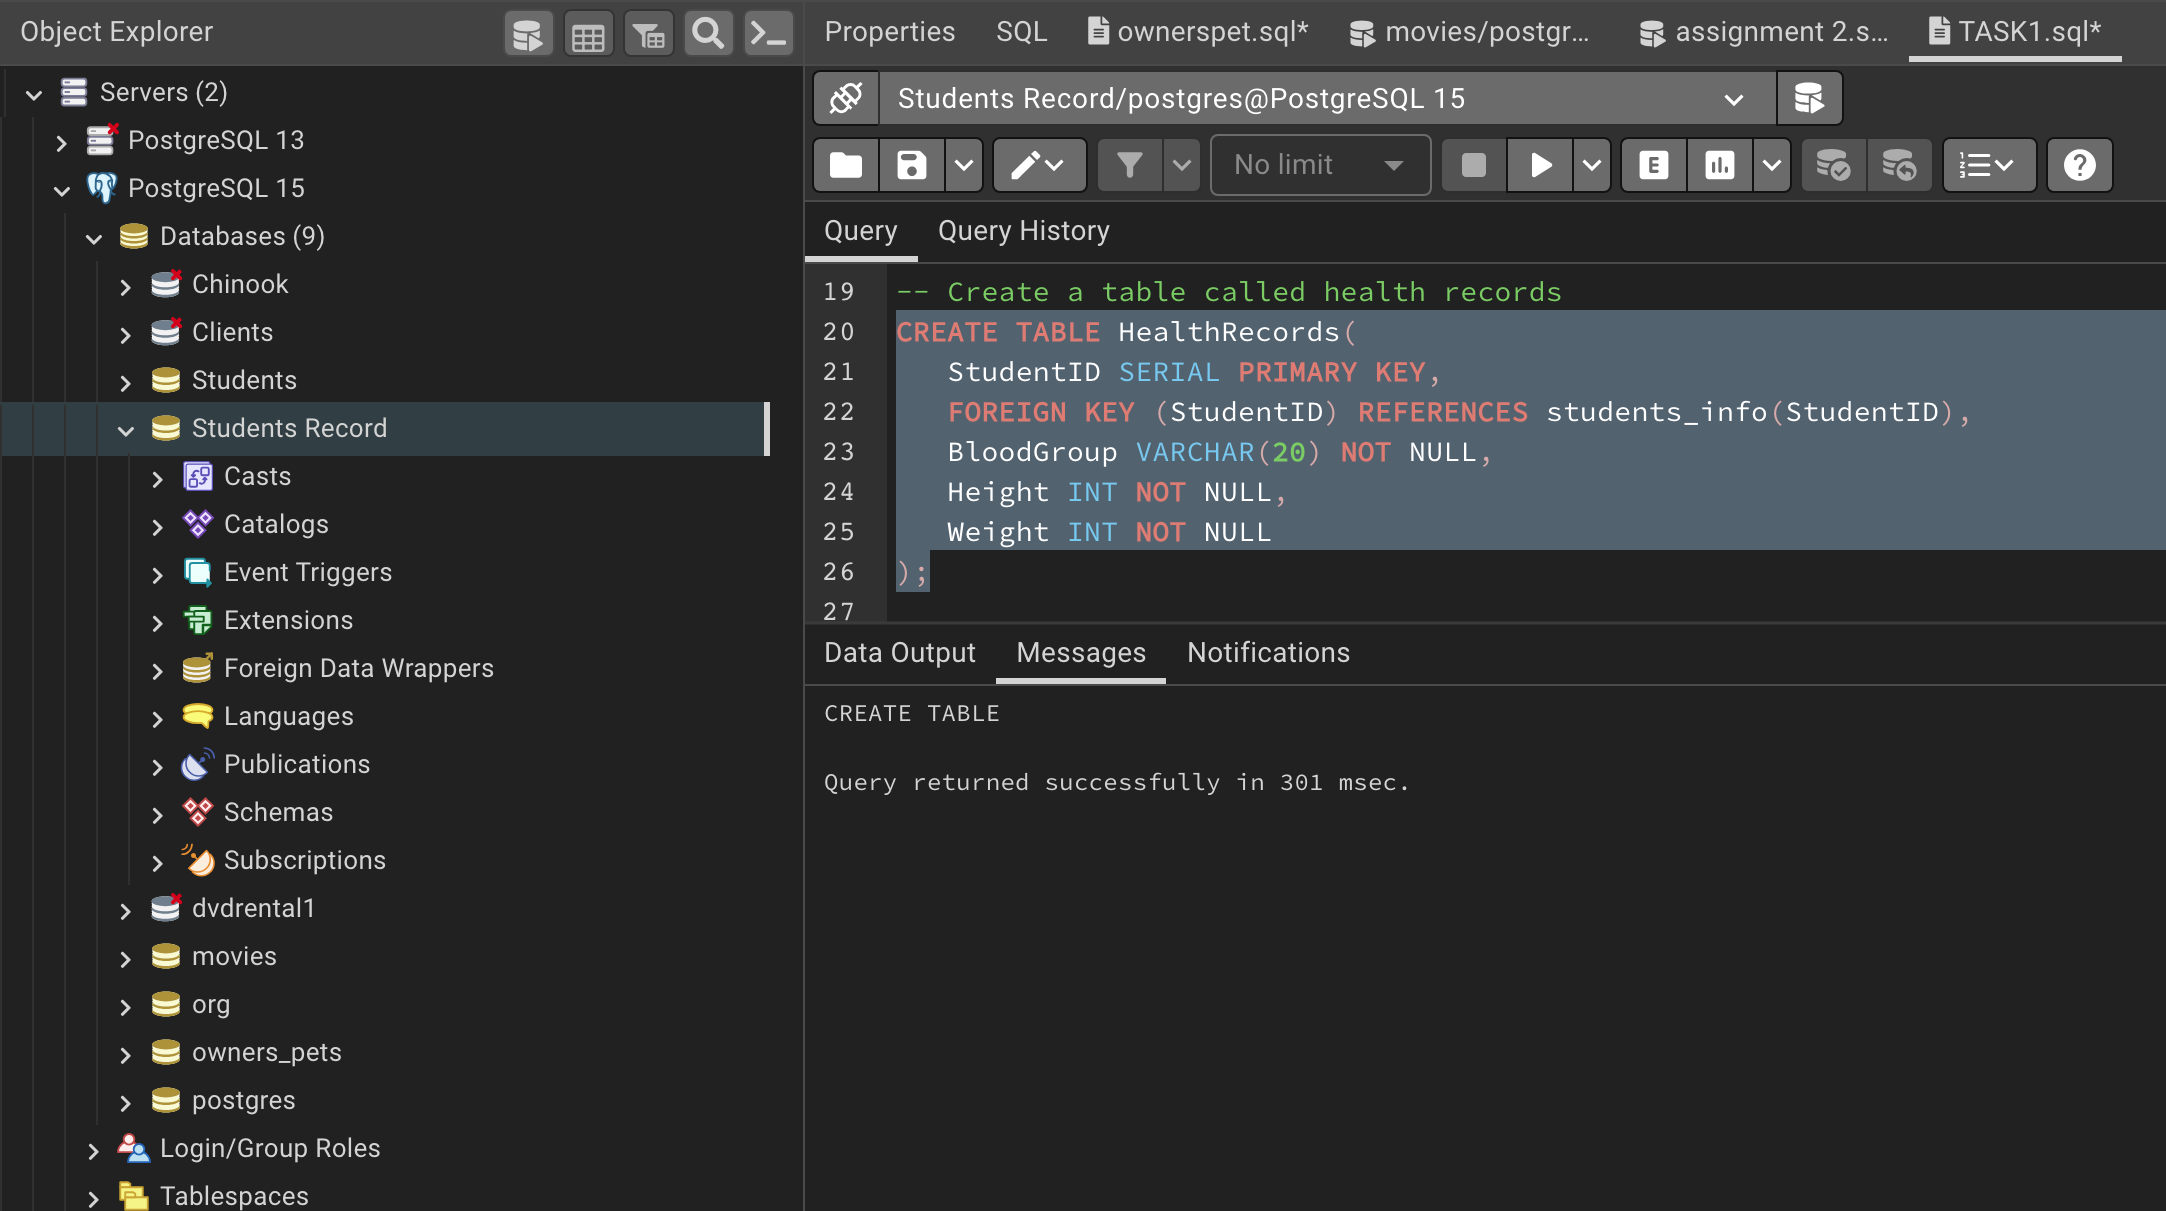 Object Explorer
Properties SQL ownerspet.sql* movies/postgr... assignment 2.s... TASK1.sql*
Servers (2)
PostgreSQL 13
PostgreSQL 15
Databases (9)
Chinook
Clients
Students
Students Record
Casts
Catalogs
Event Triggers
Extensions
Foreign Data Wrappers
Languages
Publications
Schemas
Subscriptions
dvdrental1
movies
org
owners_pets
postgres
Login/Group Roles
Tablespaces
Students Record/postgres@PostgreSQL 15
No limit E
Query Query History
19 -- Create a table called health records
20 CREATE TABLE HealthRecords(
21 StudentID SERIAL PRIMARY KEY,
22 FOREIGN KEY (StudentID) REFERENCES students_info(StudentID),
23 BloodGroup VARCHAR(20) NOT NULL,
24 Height INT NOT NULL,
25 Weight INT NOT NULL
26 );
27
Data Output Messages Notifications
CREATE TABLE
Query returned successfully in 301 msec.